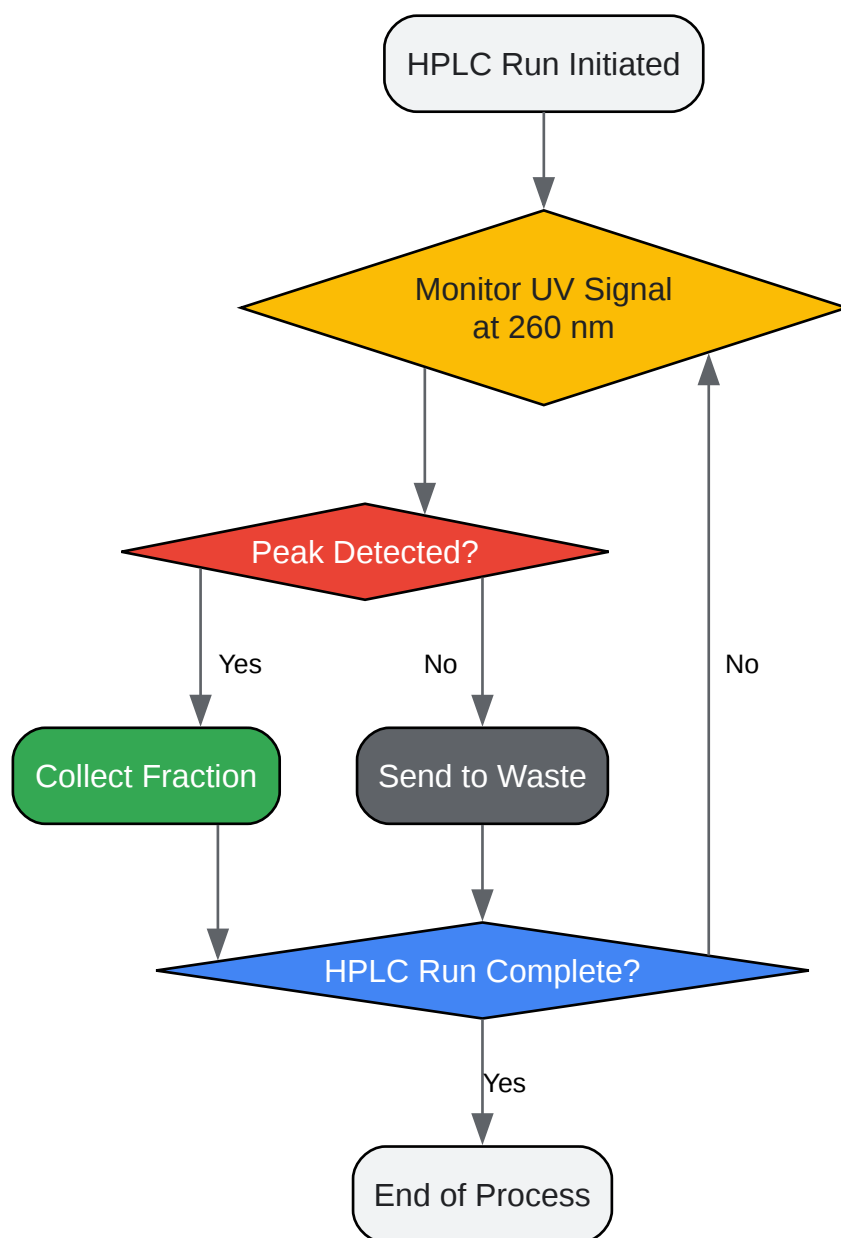 HPLC Run Initiated
Monitor UV Signal
at 260 nm
Peak Detected?
Yes
No
No
Collect Fraction
Send to Waste
HPLC Run Complete?
Yes
End of Process